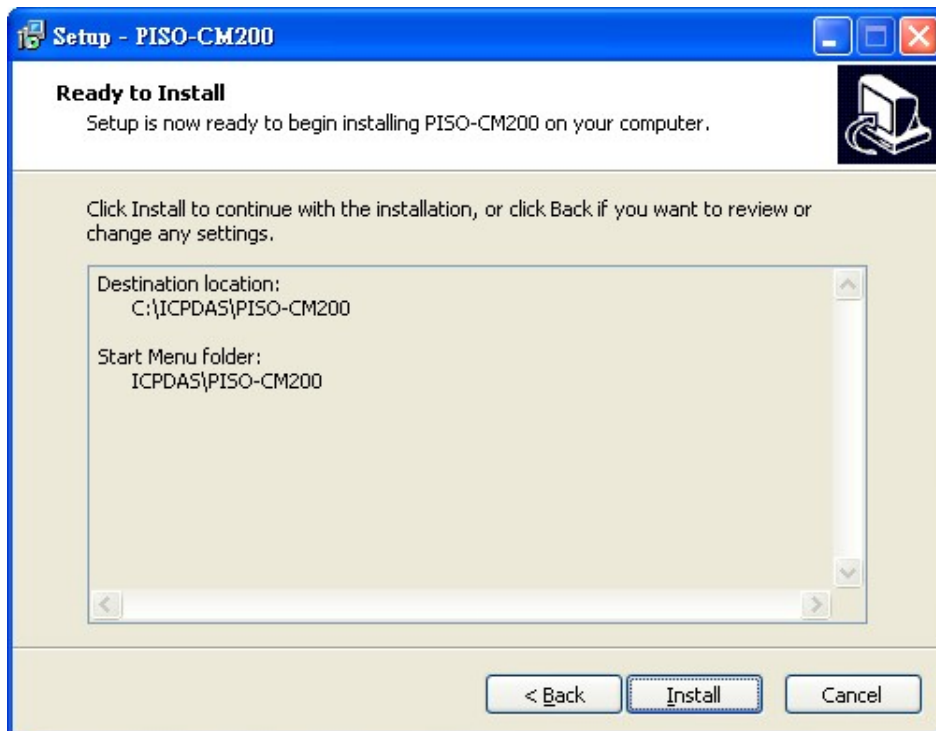 Setup - PISO-CM200
Ready to Install
Setup is now ready to begin installing PISO-CM200 on your computer.
Click Install to continue with the installation, or click Back if you want to review or
change any settings.
Destination location:
C:\ICPDAS\PISO-CM200
Start Menu folder:
ICPDAS\PISO-CM200
< Back
Install
Cancel